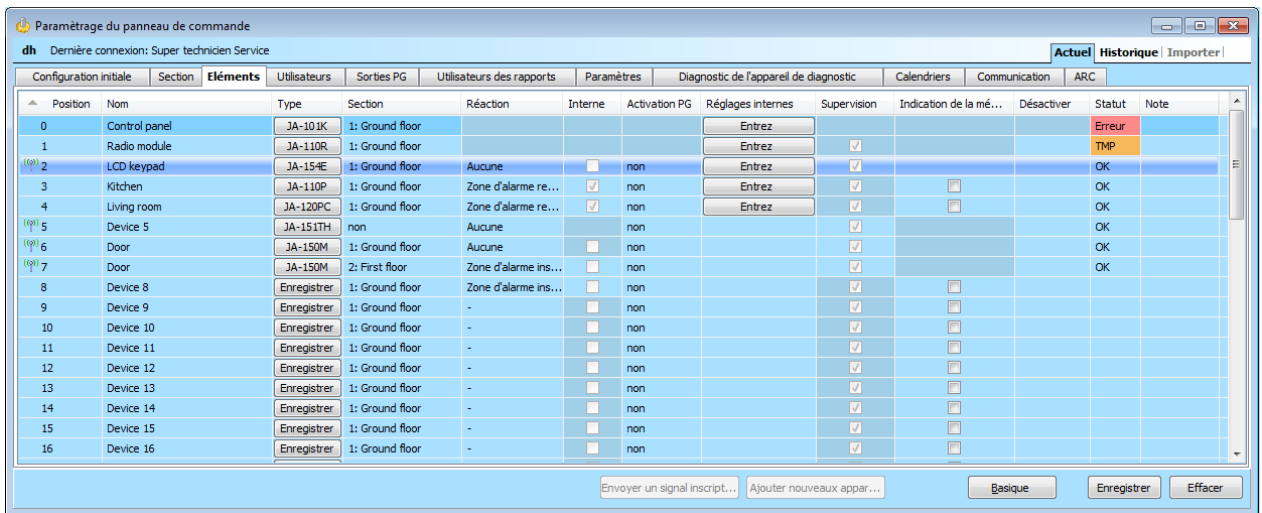 Paramètrage du panneau de commande
dh Dernière connexion: Super technicien Service Actuel Historique Importer
Configuration initiale Section Eléments Utilisateurs Sorties PG Utilisateurs des rapports Paramètres Diagnostic de l'appareil de diagnostic Calendriers Communication ARC
Position Nom Type Section Réaction Interne Activation PG Réglages internes Supervision Indication de la mé... Désactiver Statut Note
0 Control panel JA-101K 1: Ground floor Entrez Erreur
1 Radio module JA-110R 1: Ground floor Entrez TMP
2 LCD keypad JA-154E 1: Ground floor Aucune non Entrez OK
3 Kitchen JA-110P 1: Ground floor Zone d'alarme re... non Entrez OK
4 Living room JA-120PC 1: Ground floor Zone d'alarme re... non Entrez OK
5 Device 5 JA-151TH non Aucune non OK
6 Door JA-150M 1: Ground floor Aucune non OK
7 Door JA-150M 2: First floor Zone d'alarme ins... non OK
8 Device 8 Enregistrer 1: Ground floor Zone d'alarme ins... non
9 Device 9 Enregistrer 1: Ground floor - non
10 Device 10 Enregistrer 1: Ground floor - non
11 Device 11 Enregistrer 1: Ground floor - non
12 Device 12 Enregistrer 1: Ground floor - non
13 Device 13 Enregistrer 1: Ground floor - non
14 Device 14 Enregistrer 1: Ground floor - non
15 Device 15 Enregistrer 1: Ground floor - non
16 Device 16 Enregistrer 1: Ground floor - non
Envoyer un signal inscript... Ajouter nouveaux appar... Basique Enregistrer Effacer